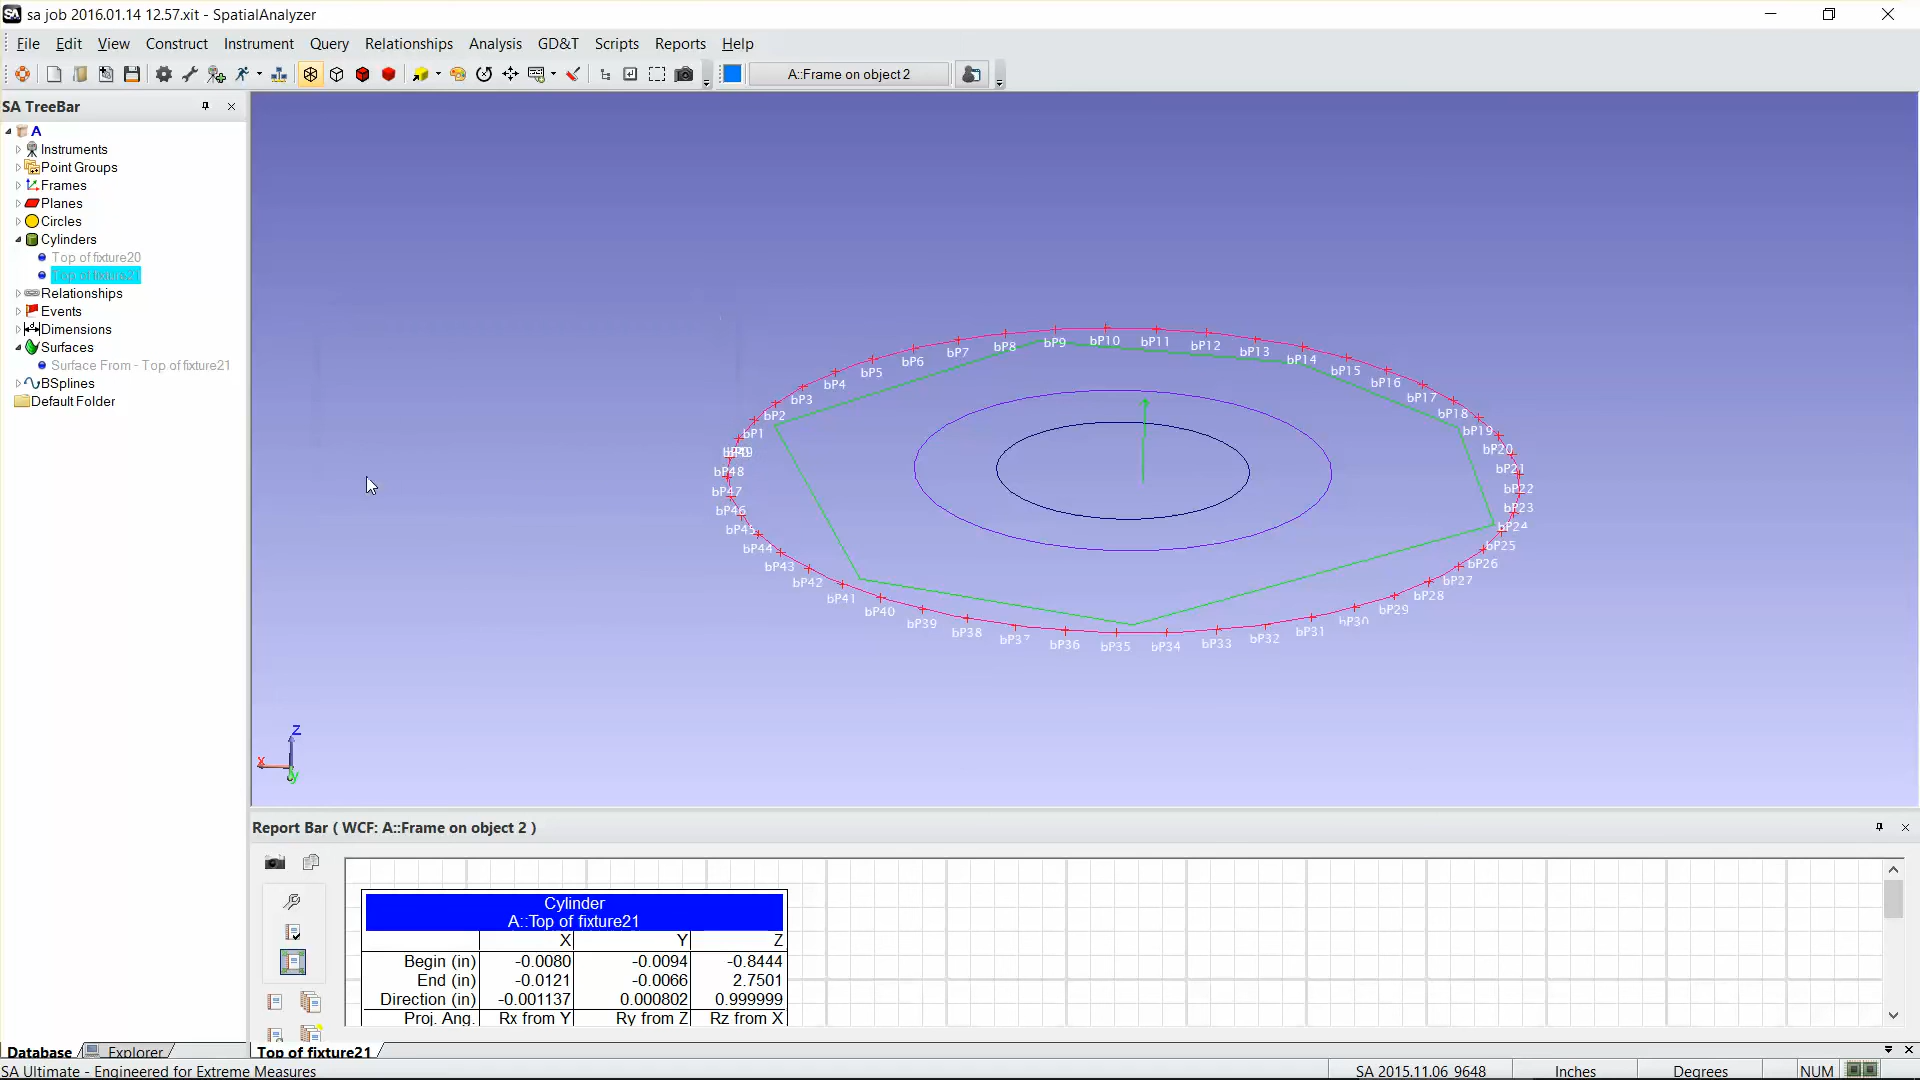 sa job 2016.01.14 12.57.xit - SpatialAnalyzer
File Edit View Construct Instrument Query Relationships Analysis GD&T Scripts Reports Help
A::Frame on object 2
SA TreeBar
A
Instruments
Point Groups
Frames
Planes
Circles
Cylinders
Top of fixture20
Top of fixture21
Relationships
Events
Dimensions
Surfaces
Surface From - Top of fixture21
BSplines
Default Folder
bP1
bP2
bP3
bP4
bP5
bP6
bP7
bP8
bP9
bP10
bP11
bP12
bP13
bP14
bP15
bP16
bP17
bP18
bP19
bP20
bP21
bP22
bP23
bP24
bP25
bP26
bP27
bP28
bP29
bP30
bP31
bP32
bP33
bP34
bP35
bP36
bP37
bP38
bP39
bP40
bP41
bP42
bP43
bP44
bP45
bP46
bP47
bP48
Z
x
y
Report Bar ( WCF: A::Frame on object 2 )
Cylinder
A::Top of fixture21
X Y Z
Begin (in) -0.0080 -0.0094 -0.8444
End (in) -0.0121 -0.0066 2.7501
Direction (in) -0.001137 0.000802 0.999999
Proj. Ang. Rx from Y Ry from Z Rz from X
Database Explorer Top of fixture21
SA Ultimate - Engineered for Extreme Measures SA 2015.11.06_9648 Inches Degrees NUM